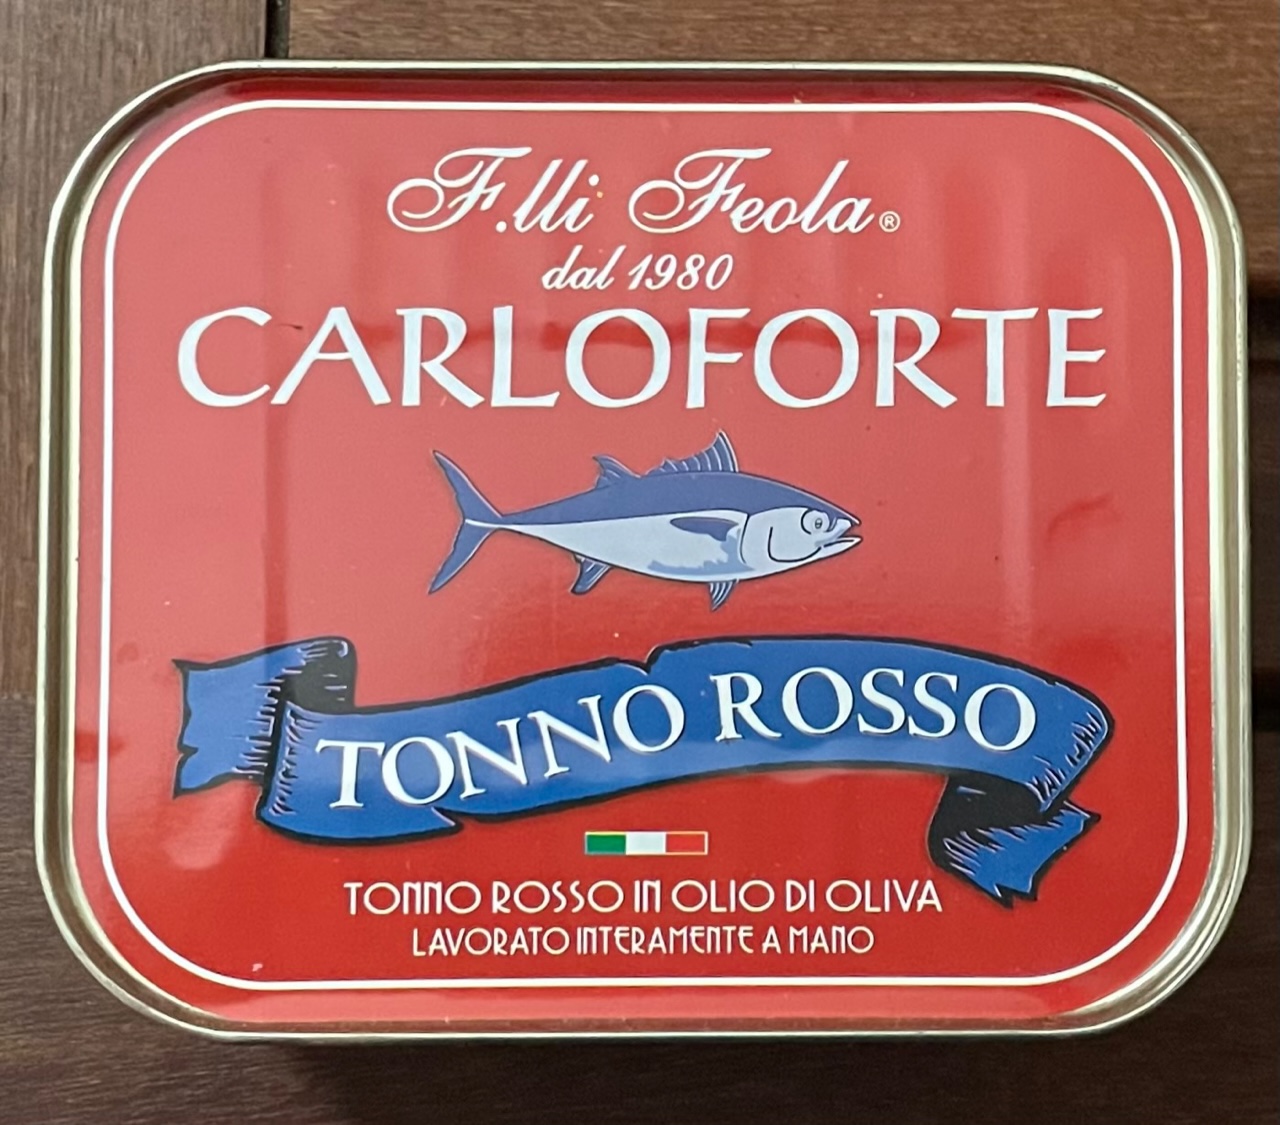 F.lli Feola®
dal 1980
CARLOFORTE
TONNO ROSSO
TONNO ROSSO IN OLIO DI OLIVA
LAVORATO INTERAMENTE A MANO